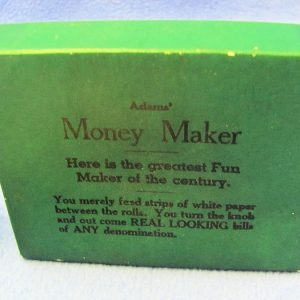 Adams'
Money Maker
Here is the greatest Fun
Maker of the century.
You merely feed strips of white paper
between the rolls. You turn the knob
and out come REAL LOOKING bills
of ANY denomination.